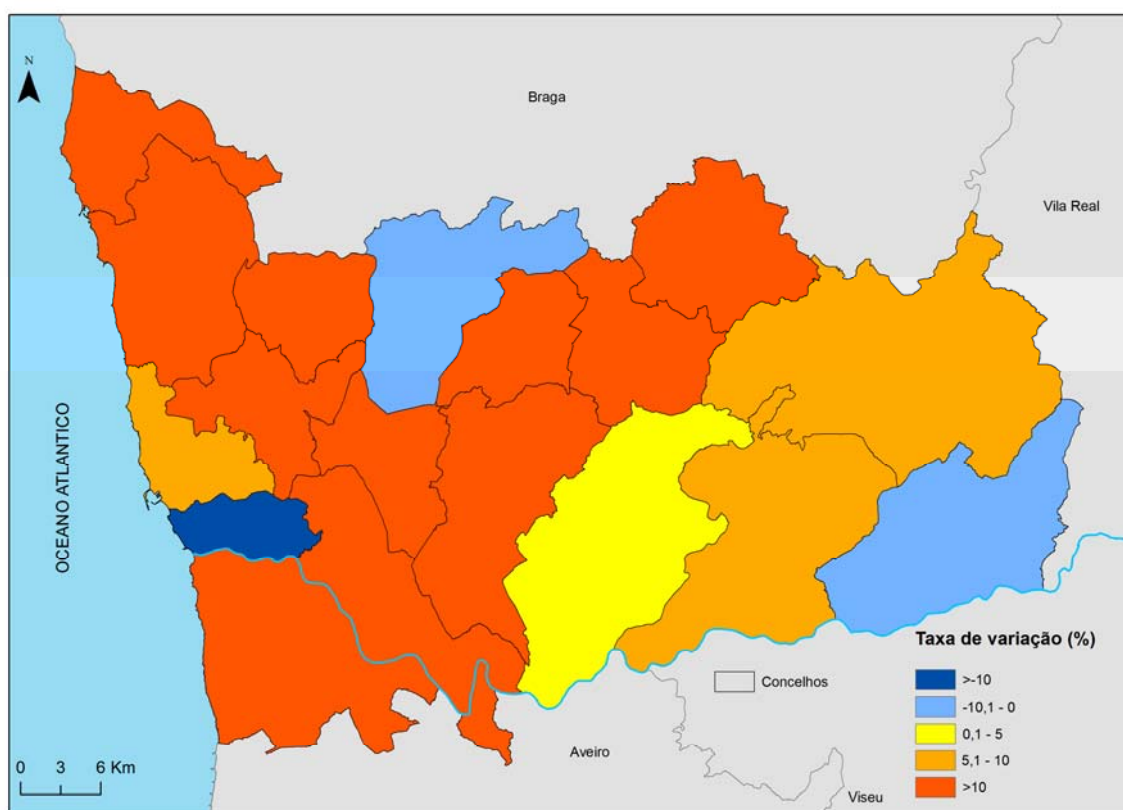 N
Braga
Vila Real
OCEANO ATLANTICO
Taxa de variação (%)
Concelhos
>-10
-10,1 - 0
0,1 - 5
5,1 - 10
>10
Aveiro
Viseu
0 3 6 Km